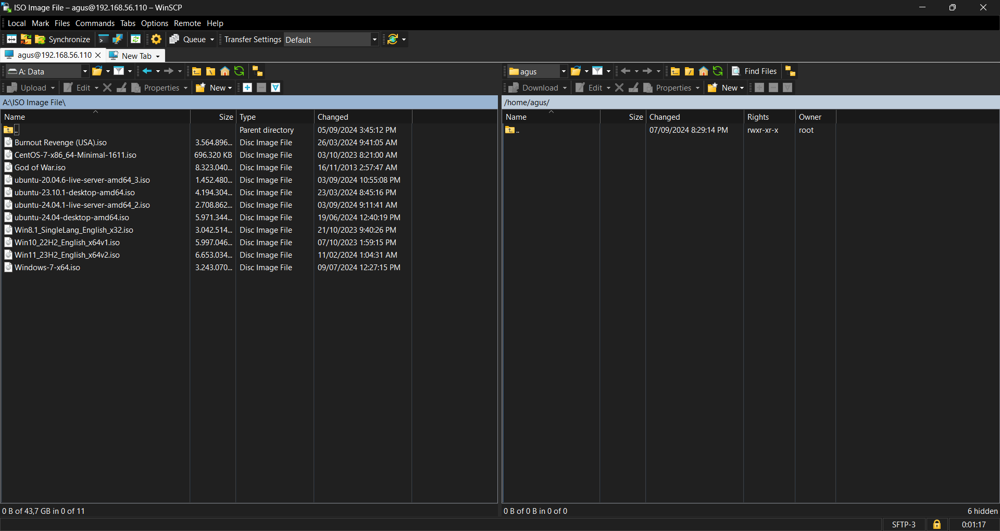 ISO Image File – agus@192.168.56.110 – WinSCP
Local Mark Files Commands Tabs Options Remote Help
Synchronize Queue Transfer Settings Default
agus@192.168.56.110 New Tab
A: Data
Upload Edit Properties New
A:\ISO Image File\
Name Size Type Changed
.. Parent directory 05/09/2024 3:45:12 PM
Burnout Revenge (USA).iso 3.564.896... Disc Image File 26/03/2024 9:41:05 AM
CentOS-7-x86_64-Minimal-1611.iso 696.320 KB Disc Image File 03/10/2023 8:21:00 AM
God of War.iso 8.323.040... Disc Image File 16/11/2013 2:57:47 AM
ubuntu-20.04.6-live-server-amd64_3.iso 1.452.480... Disc Image File 03/09/2024 10:55:08 PM
ubuntu-23.10.1-desktop-amd64.iso 4.194.304... Disc Image File 23/03/2024 8:45:16 PM
ubuntu-24.04.1-live-server-amd64_2.iso 2.708.862... Disc Image File 03/09/2024 9:11:41 AM
ubuntu-24.04-desktop-amd64.iso 5.971.344... Disc Image File 19/06/2024 12:40:19 PM
Win8.1_SingleLang_English_x32.iso 3.042.514... Disc Image File 21/10/2023 9:40:26 PM
Win10_22H2_English_x64v1.iso 5.997.046... Disc Image File 07/10/2023 1:59:15 PM
Win11_23H2_English_x64v2.iso 6.653.034... Disc Image File 11/02/2024 1:04:31 AM
Windows-7-x64.iso 3.243.070... Disc Image File 09/07/2024 12:27:15 PM
0 B of 43,7 GB in 0 of 11
agus Find Files
Download Edit Properties New
/home/agus/
Name Size Changed Rights Owner
.. 07/09/2024 8:29:14 PM rwxr-xr-x root
0 B of 0 B in 0 of 0 6 hidden
SFTP-3 0:01:17